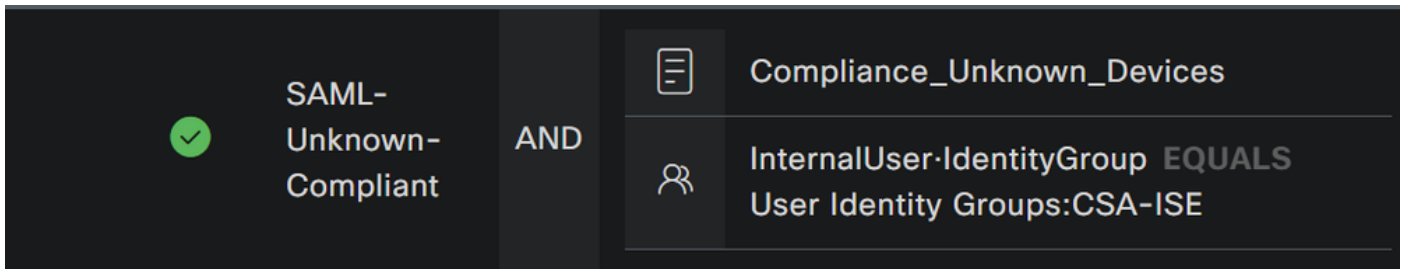 SAML-
Unknown-
Compliant
AND
Compliance_Unknown_Devices
InternalUser·IdentityGroup EQUALS
User Identity Groups:CSA-ISE